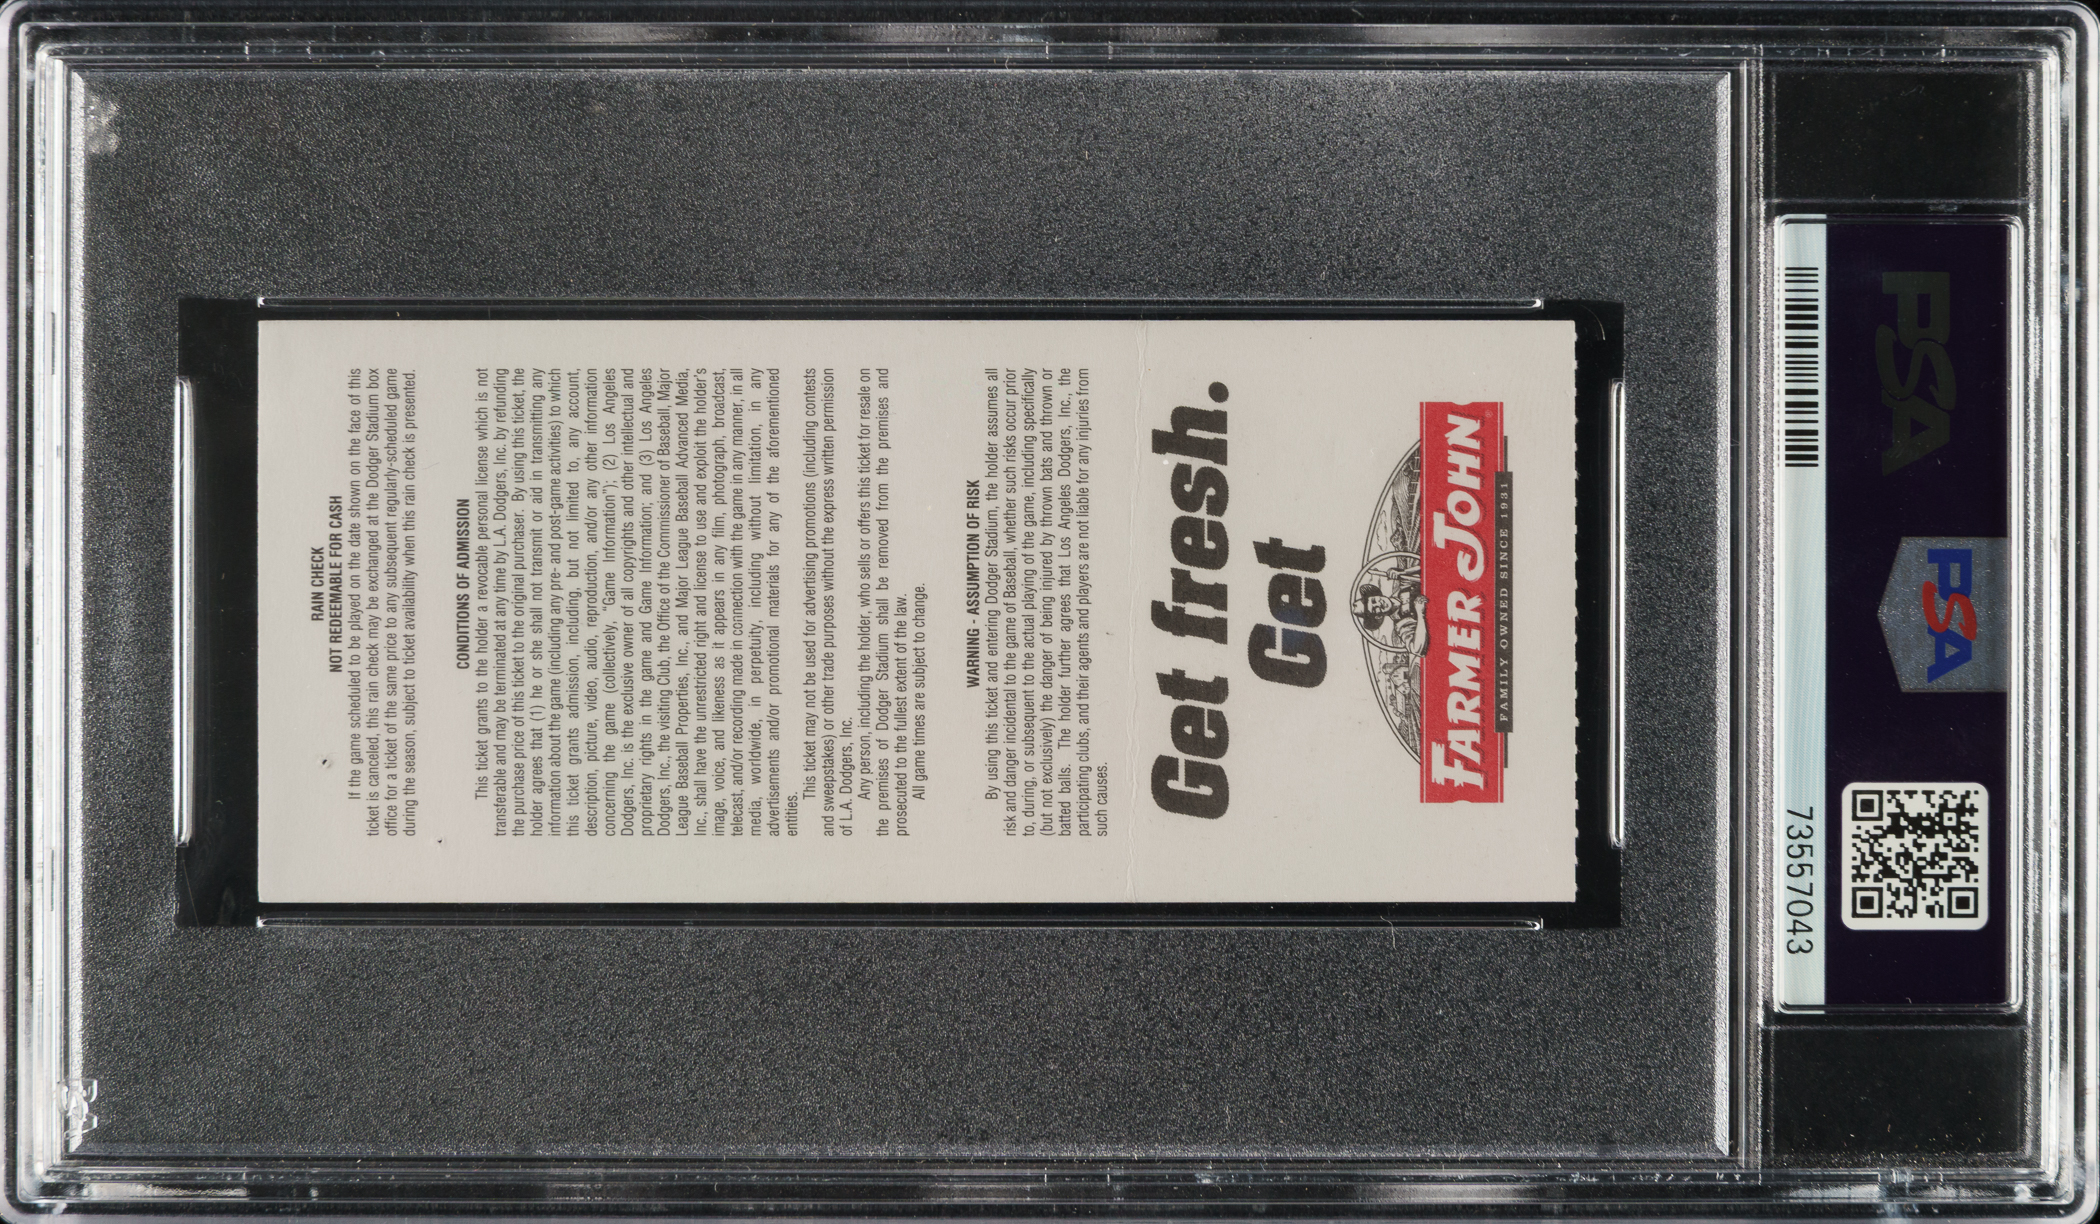 RAIN CHECK
NOT REDEEMABLE FOR CASH
If the game scheduled to be played on the date shown on the face of this
ticket is canceled, this rain check may be exchanged at the Dodger Stadium box
office for a ticket of the same price to any subsequent regularly-scheduled game
during the season, subject to ticket availability when this rain check is presented.
CONDITIONS OF ADMISSION
This ticket grants to the holder a revocable personal license which is not
transferable and may be terminated at any time by L.A. Dodgers, Inc. by refunding
the purchase price of this ticket to the original purchaser. By using this ticket, the
holder agrees that (1) he or she shall not transmit or aid in transmitting any
information about the game (including any pre- and post-game activities) to which
this ticket grants admission, including, but not limited to, any account,
description, picture, video, audio, reproduction, and/or any other information
concerning the game (collectively, "Game Information"); (2) Los Angeles
Dodgers, Inc. is the exclusive owner of all copyrights and other intellectual and
proprietary rights in the game and Game Information; and (3) Los Angeles
Dodgers, Inc., the visiting Club, the Office of the Commissioner of Baseball, Major
League Baseball Properties, Inc., and Major League Baseball Advanced Media,
Inc., shall have the unrestricted right and license to use and exploit the holder's
image, voice, and likeness as it appears in any film, photograph, broadcast,
telecast, and/or recording made in connection with the game in any manner, in all
media, worldwide, in perpetuity, including without limitation, in any
advertisements and/or promotional materials for any of the aforementioned
entities.
This ticket may not be used for advertising promotions (including contests
and sweepstakes) or other trade purposes without the express written permission
of L.A. Dodgers, Inc.
Any person, including the holder, who sells or offers this ticket for resale on
the premises of Dodger Stadium shall be removed from the premises and
prosecuted to the fullest extent of the law.
All game times are subject to change.
WARNING - ASSUMPTION OF RISK
By using this ticket and entering Dodger Stadium, the holder assumes all
risk and danger incidental to the game of Baseball, whether such risks occur prior
to, during, or subsequent to the actual playing of the game, including specifically
(but not exclusively) the danger of being injured by thrown bats and thrown or
batted balls. The holder further agrees that Los Angeles Dodgers, Inc., the
participating clubs, and their agents and players are not liable for any injuries from
such causes.
Get fresh.
Get
FARMER JOHN®
FAMILY OWNED SINCE 1931
73557043
PSA
PSA